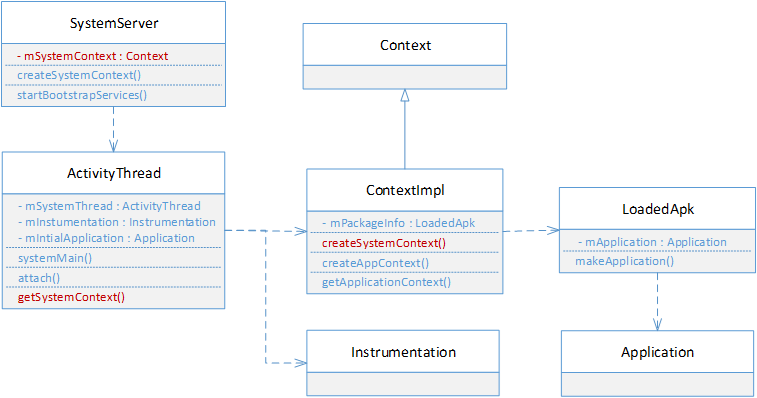 SystemServer
- mSystemContext : Context
createSystemContext()
startBootstrapServices()
Context
ActivityThread
- mSystemThread : ActivityThread
- mInstumentation : Instrumentation
- mIntialApplication : Application
systemMain()
attach()
getSystemContext()
ContextImpl
- mPackageInfo : LoadedApk
createSystemContext()
createAppContext()
getApplicationContext()
LoadedApk
- mApplication : Application
makeApplication()
Instrumentation
Application